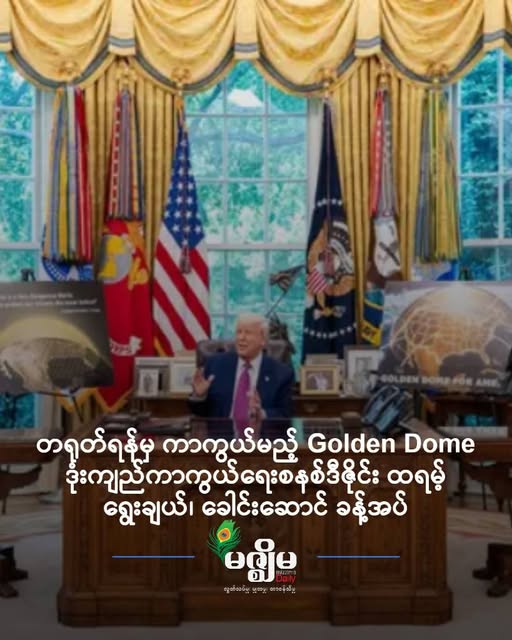 GOLDEN DOME FOR AME
တရုတ်ရန်မှ ကာကွယ်မည့် Golden Dome
ဒုံးကျည်ကာကွယ်ရေးစနစ်ဒီဇိုင်း ထရမ့်
ရွေးချယ်၊ ခေါင်းဆောင် ခန့်အပ်
မဇ္ဈိမ
Daily